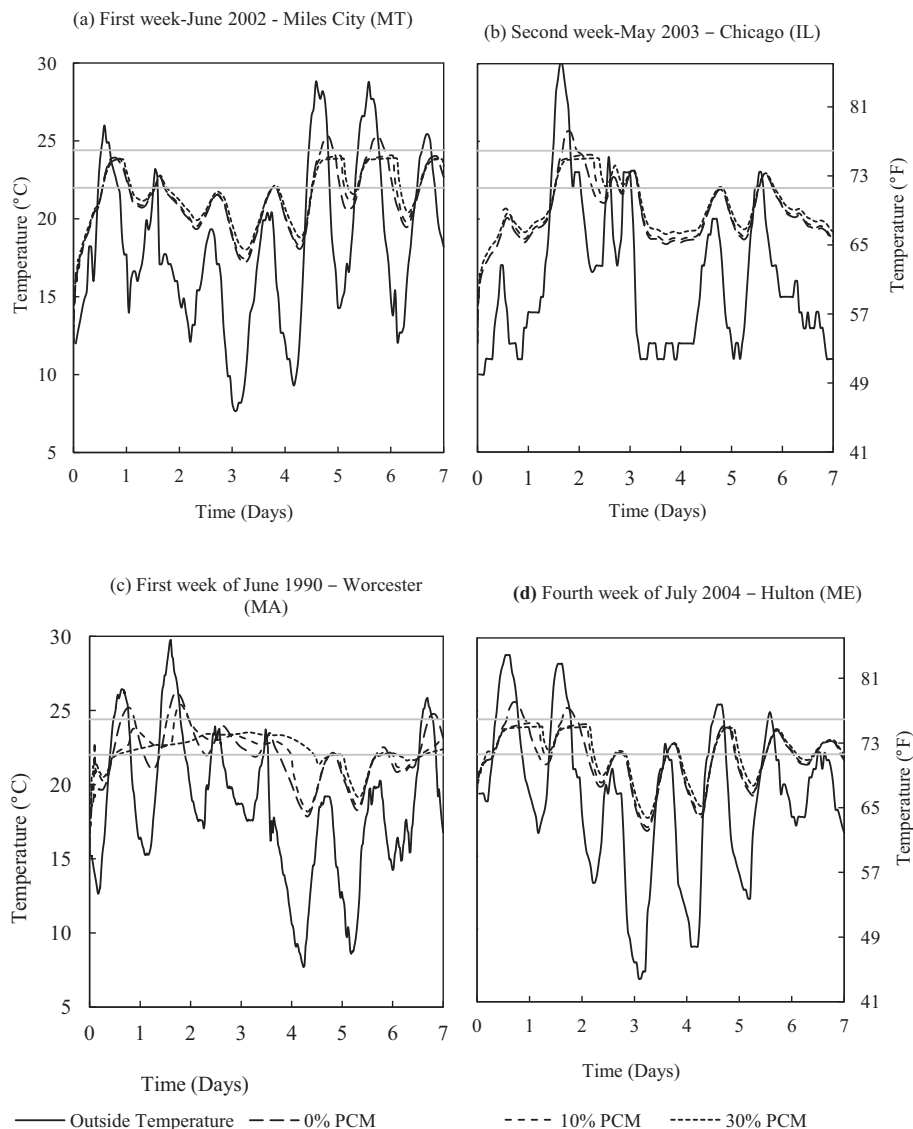 (a) First week-June 2002 - Miles City (MT)
30
25
20
15
10
5
Temperature (°C)
0 1 2 3 4 5 6 7
Time (Days)
(b) Second week-May 2003 – Chicago (IL)
81
73
65
57
49
41
Temperature (°F)
0 1 2 3 4 5 6 7
Time (Days)
(c) First week of June 1990 – Worcester
(MA)
30
25
20
15
10
5
Temperature (°C)
0 1 2 3 4 5 6 7
Time (Days)
(d) Fourth week of July 2004 – Hulton (ME)
81
73
65
57
49
41
Temperature (°F)
0 1 2 3 4 5 6 7
Time (Days)
Outside Temperature 0% PCM 10% PCM 30% PCM